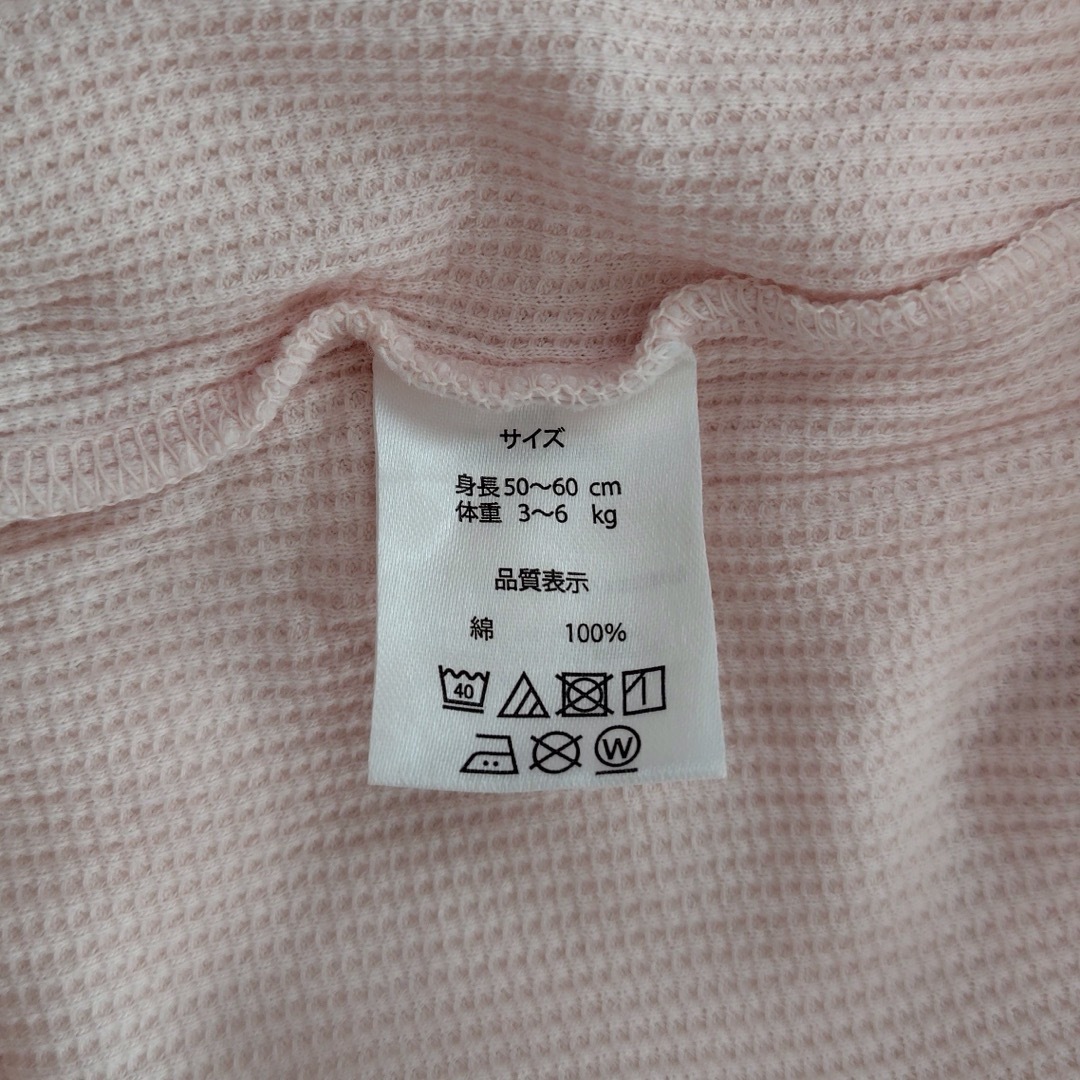 サイズ
身長50～60 cm
体重 3～6 kg
品質表示
綿 100%
40
W